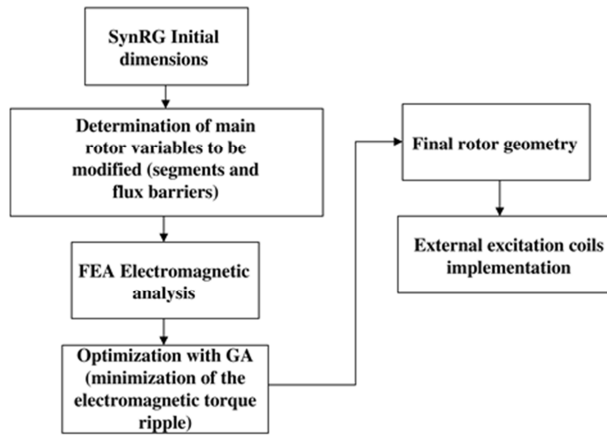 SynRG Initial
dimensions
Determination of main
rotor variables to be
modified (segments and
flux barriers)
FEA Electromagnetic
analysis
Optimization with GA
(minimization of the
electromagnetic torque
ripple)
Final rotor geometry
External excitation coils
implementation